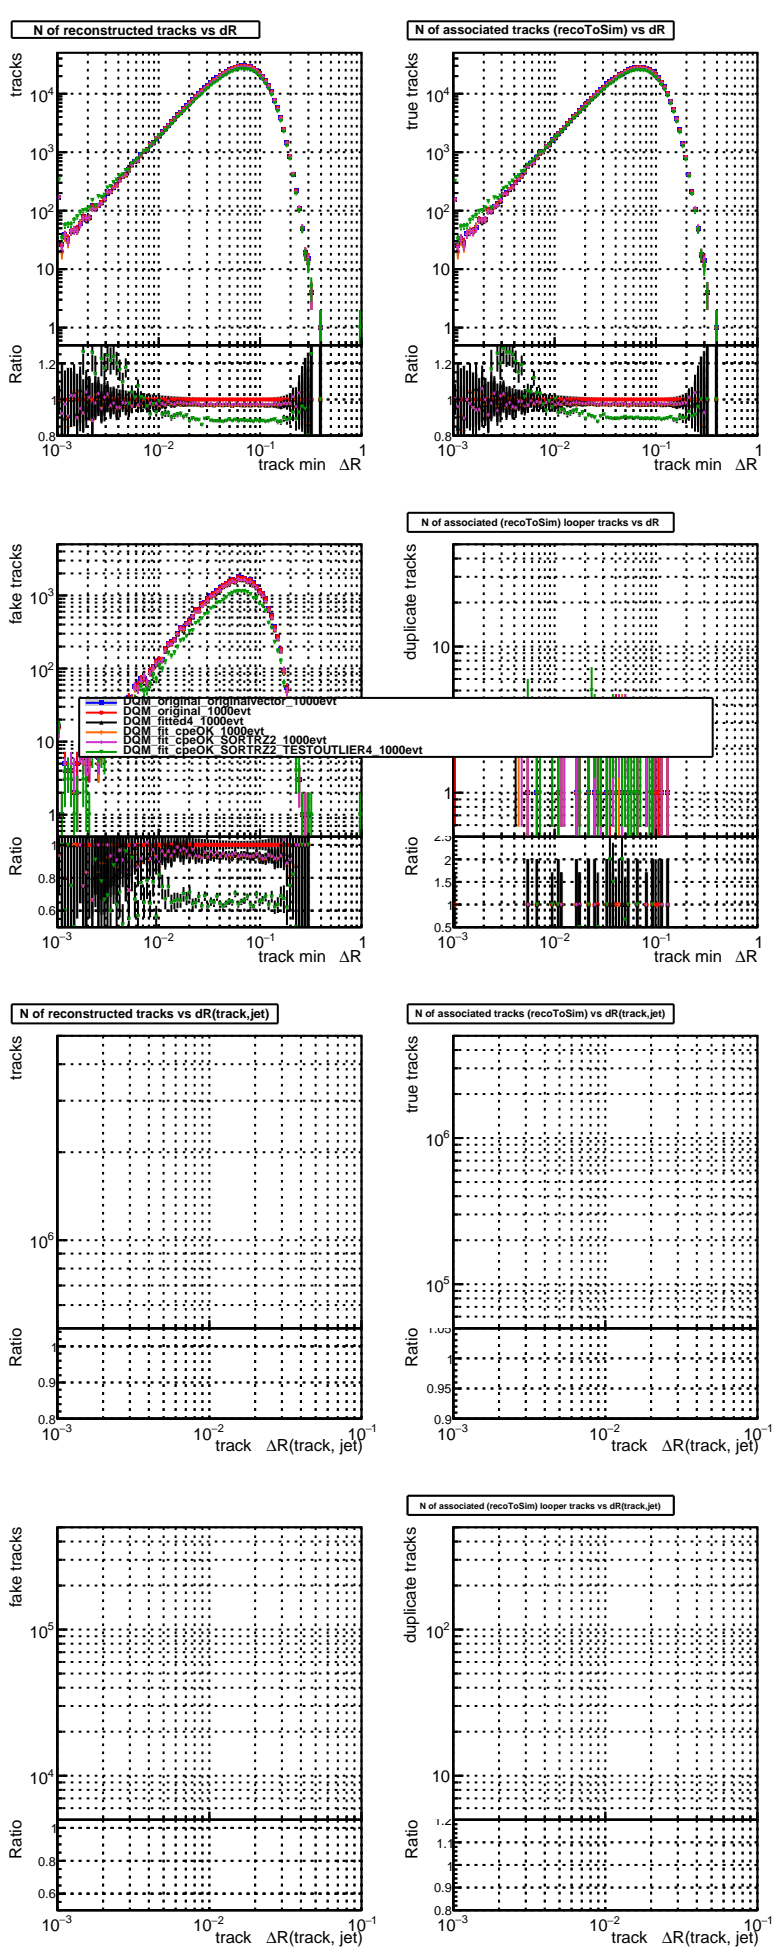 N of reconstructed tracks vs dR
tracks
10⁴
10³
10²
10
1
Ratio
1.2
1
0.8
10⁻³
10⁻²
10⁻¹
1
track min ΔR
N of associated tracks (recoToSim) vs dR
true tracks
10⁴
10³
10²
10
1
Ratio
1.2
1
0.8
10⁻³
10⁻²
10⁻¹
1
track min ΔR
fake tracks
10³
10²
10
1
Ratio
1
0.8
0.6
10⁻³
10⁻²
10⁻¹
1
track min ΔR
N of associated (recoToSim) looper tracks vs dR
duplicate tracks
10
1
Ratio
2.5
2
1.5
1
0.5
10⁻³
10⁻²
10⁻¹
1
track min ΔR
DQM_original_originalvector_1000evt
DQM_original_1000evt
DQM_fitted4_1000evt
DQM_fit_cpeOK_1000evt
DQM_fit_cpeOK_SORTRZ2_1000evt
DQM_fit_cpeOK_SORTRZ2_TESTOUTLIER4_1000evt
N of reconstructed tracks vs dR(track,jet)
tracks
10⁶
Ratio
1
0.9
0.8
10⁻³
10⁻²
10⁻¹
track ΔR(track, jet)
N of associated tracks (recoToSim) vs dR(track,jet)
true tracks
10⁶
10⁵
Ratio
1.05
1
0.95
0.9
10⁻³
10⁻²
10⁻¹
track ΔR(track, jet)
fake tracks
10⁵
10⁴
Ratio
1
0.8
0.6
10⁻³
10⁻²
10⁻¹
track ΔR(track, jet)
N of associated (recoToSim) looper tracks vs dR(track,jet)
duplicate tracks
10²
10
Ratio
1.2
1.1
1
0.9
0.8
10⁻³
10⁻²
10⁻¹
track ΔR(track, jet)